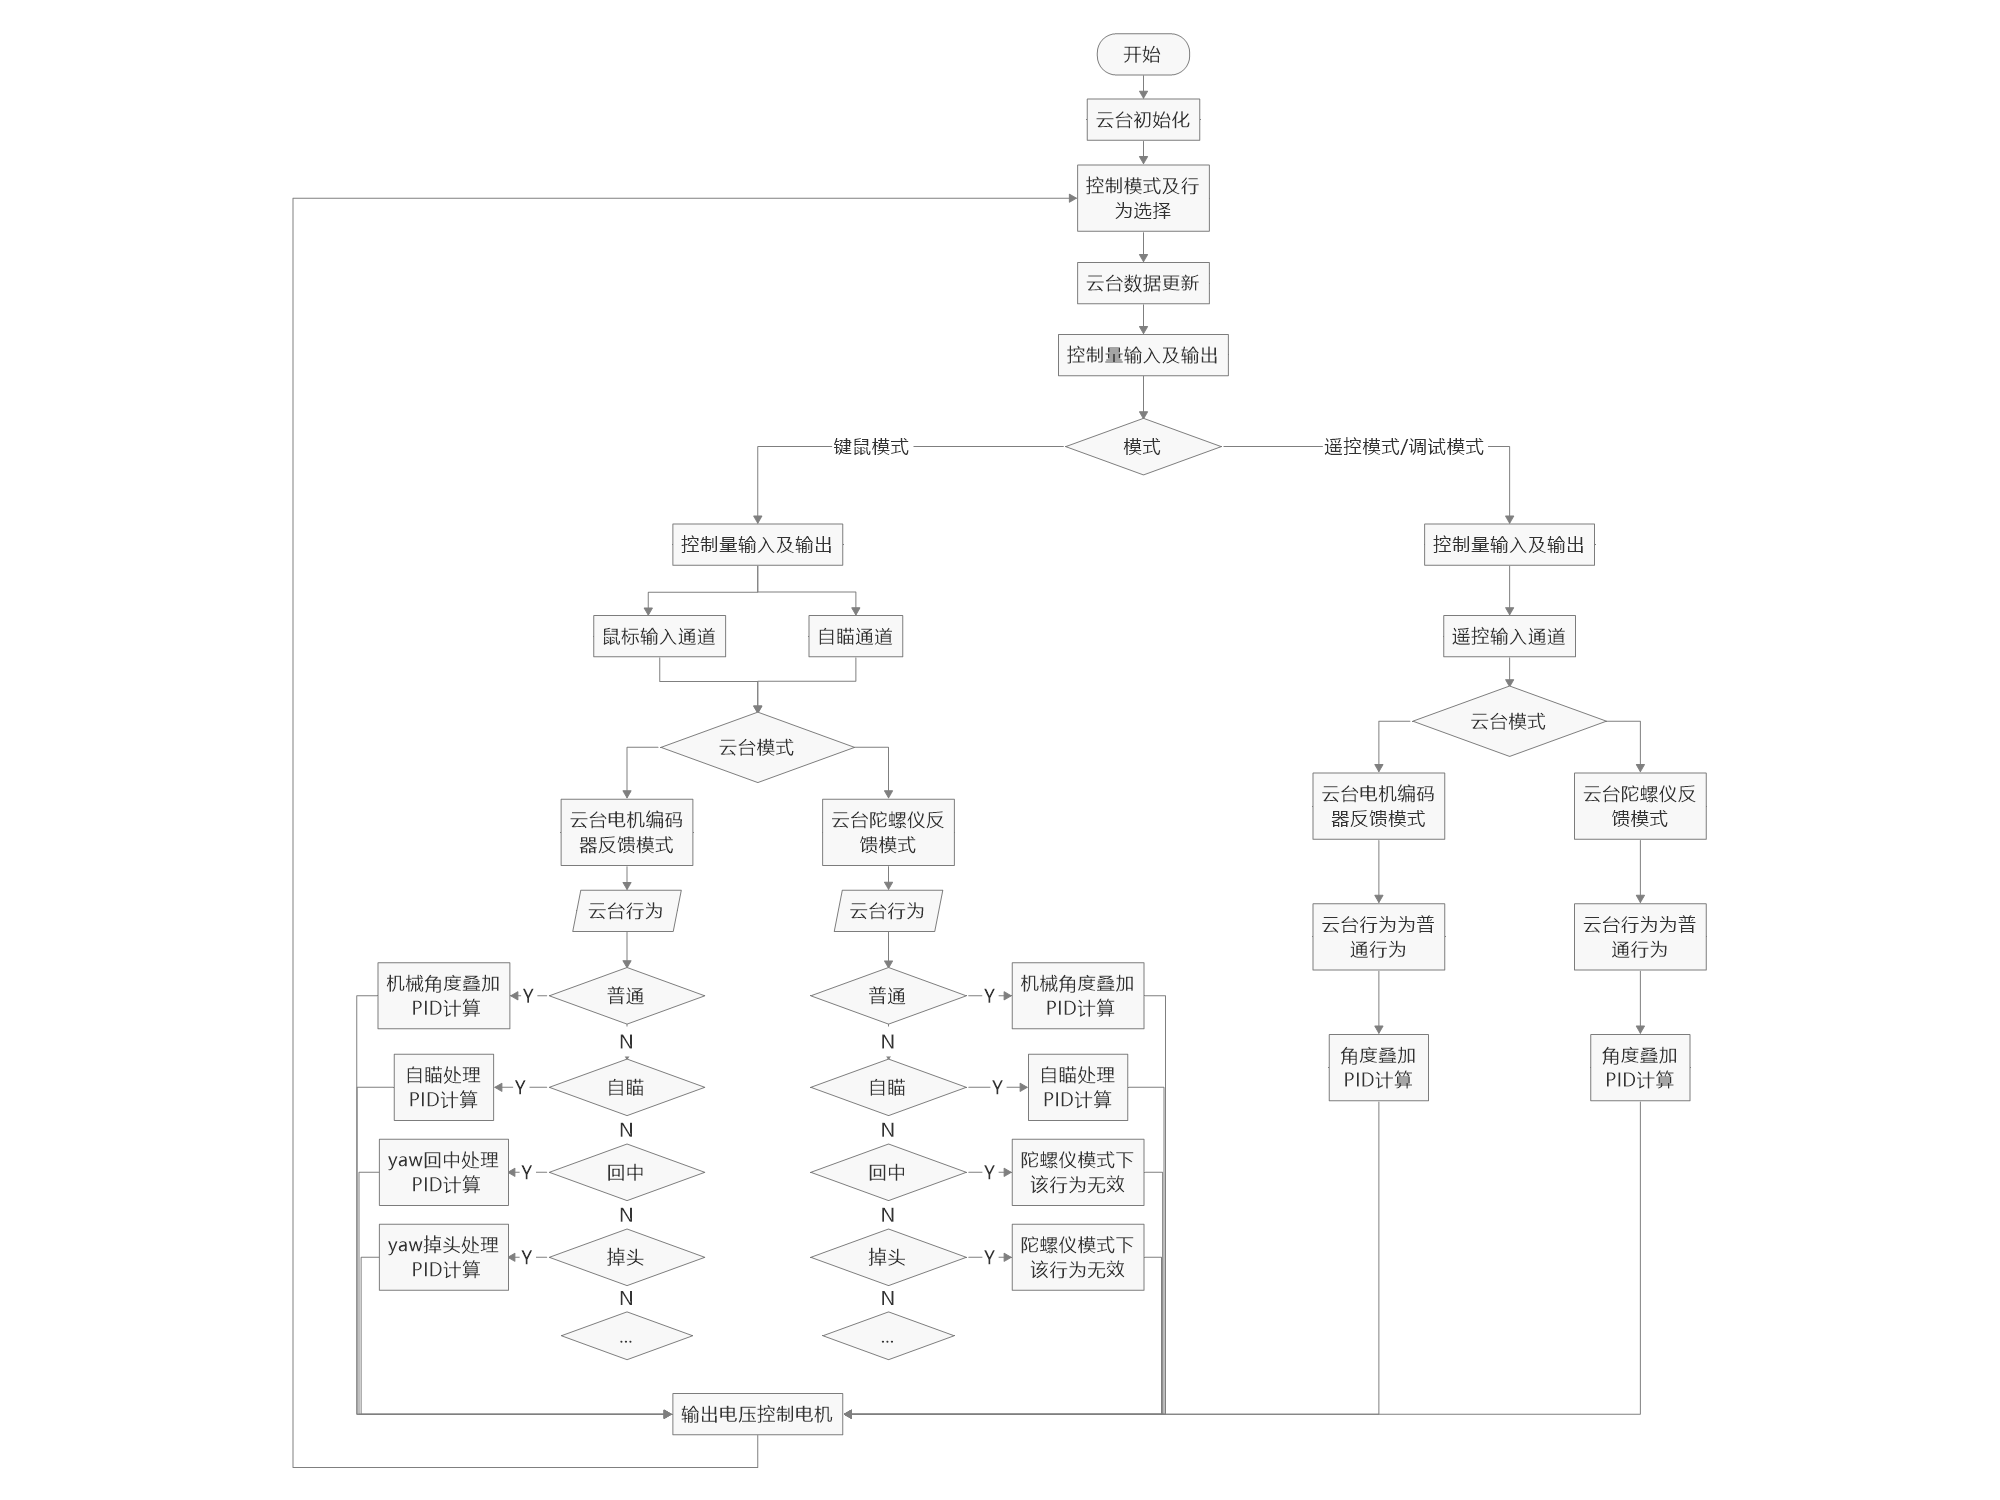 开始
云台初始化
控制模式及行
为选择
云台数据更新
控制量输入及输出
模式
键鼠模式
遥控模式/调试模式
控制量输入及输出
控制量输入及输出
鼠标输入通道
自瞄通道
遥控输入通道
云台模式
云台模式
云台电机编码
器反馈模式
云台陀螺仪反
馈模式
云台电机编码
器反馈模式
云台陀螺仪反
馈模式
云台行为
云台行为
云台行为为普
通行为
云台行为为普
通行为
机械角度叠加
PID计算
Y
普通
普通
Y
机械角度叠加
PID计算
N
N
角度叠加
PID计算
角度叠加
PID计算
自瞄处理
PID计算
Y
自瞄
自瞄
Y
自瞄处理
PID计算
N
N
yaw回中处理
PID计算
Y
回中
回中
Y
陀螺仪模式下
该行为无效
N
N
yaw掉头处理
PID计算
Y
掉头
掉头
Y
陀螺仪模式下
该行为无效
N
N
...
...
输出电压控制电机